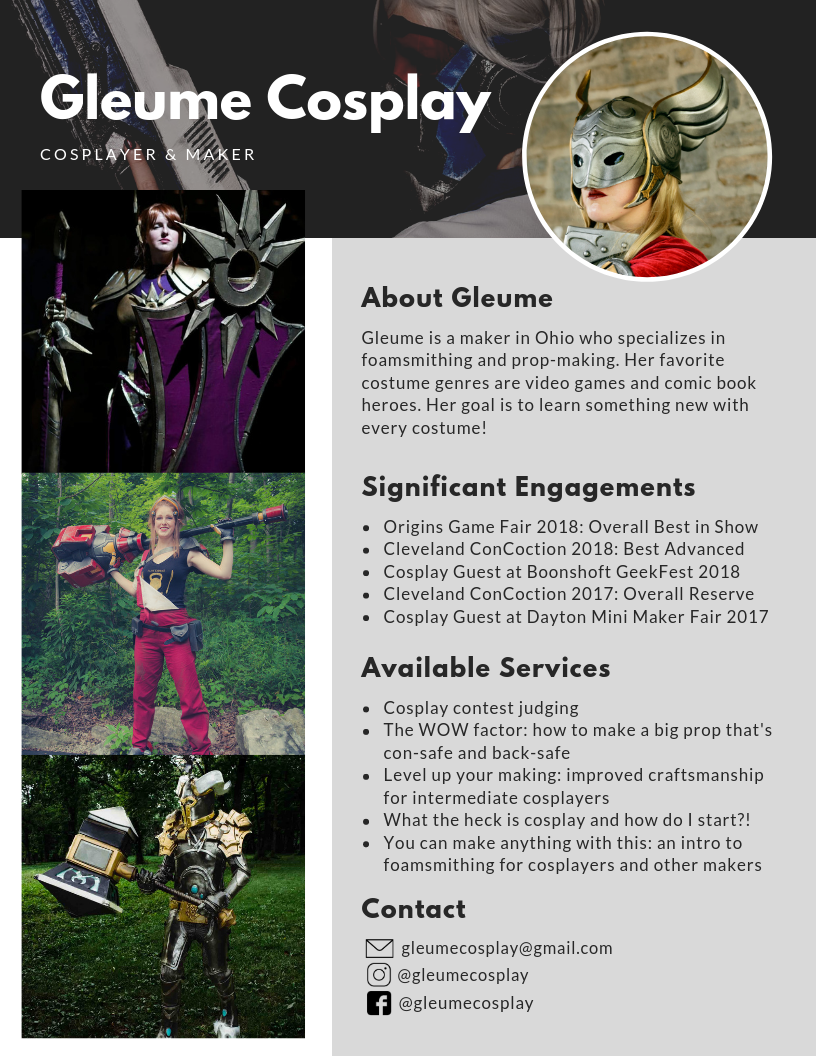 Gleume Cosplay
COSPLAYER & MAKER
About Gleume
Gleume is a maker in Ohio who specializes in
foamsmithing and prop-making. Her favorite
costume genres are video games and comic book
heroes. Her goal is to learn something new with
every costume!
Significant Engagements
• Origins Game Fair 2018: Overall Best in Show
• Cleveland ConCoction 2018: Best Advanced
• Cosplay Guest at Boonshoft GeekFest 2018
• Cleveland ConCoction 2017: Overall Reserve
• Cosplay Guest at Dayton Mini Maker Fair 2017
Available Services
• Cosplay contest judging
• The WOW factor: how to make a big prop that's
con-safe and back-safe
• Level up your making: improved craftsmanship
for intermediate cosplayers
• What the heck is cosplay and how do I start?!
• You can make anything with this: an intro to
foamsmithing for cosplayers and other makers
Contact
gleumecosplay@gmail.com
@gleumecosplay
@gleumecosplay